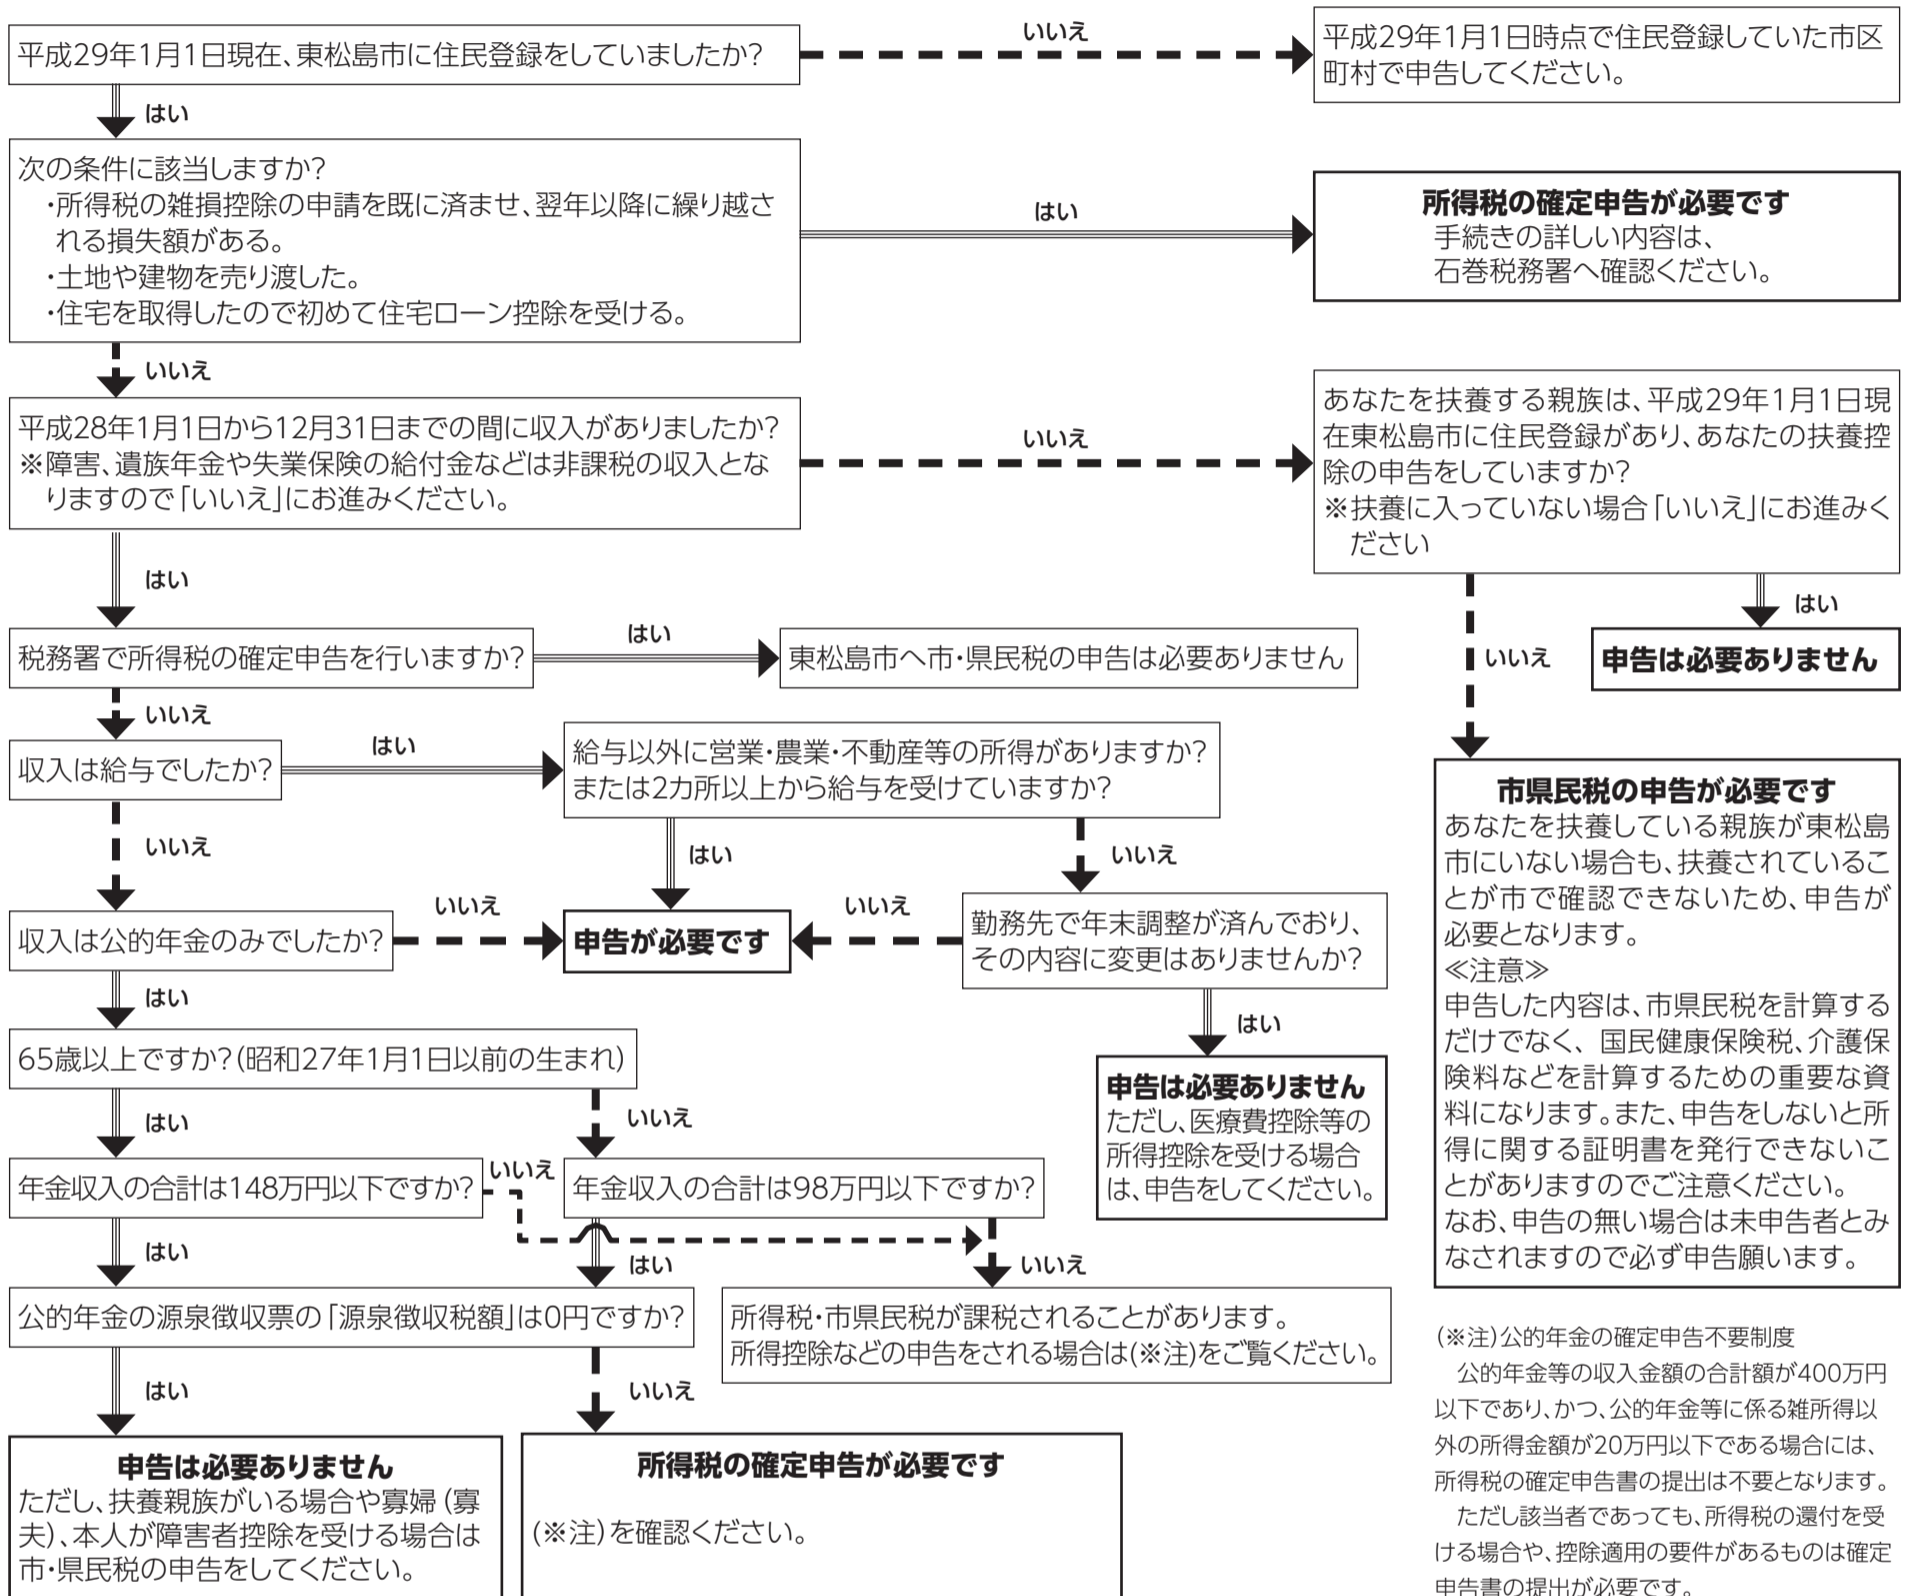 平成29年1月1日現在、東松島市に住民登録をしていましたか?
いいえ
平成29年1月1日時点で住民登録していた市区
町村で申告してください。
はい
次の条件に該当しますか?
・所得税の雑損控除の申請を既に済ませ、翌年以降に繰り越さ
れる損失額がある。
・土地や建物を売り渡した。
・住宅を取得したので初めて住宅ローン控除を受ける。
はい
所得税の確定申告が必要です
手続きの詳しい内容は、
石巻税務署へ確認ください。
いいえ
平成28年1月1日から12月31日までの間に収入がありましたか?
※障害、遺族年金や失業保険の給付金などは非課税の収入とな
りますので「いいえ」にお進みください。
いいえ
あなたを扶養する親族は、平成29年1月1日現
在東松島市に住民登録があり、あなたの扶養控
除の申告をしていますか?
※扶養に入っていない場合「いいえ」にお進みく
ださい
はい
はい
申告は必要ありません
いいえ
税務署で所得税の確定申告を行いますか?
はい
東松島市へ市・県民税の申告は必要ありません
いいえ
収入は給与でしたか?
はい
給与以外に営業・農業・不動産等の所得がありますか?
または2カ所以上から給与を受けていますか?
いいえ
はい
いいえ
収入は公的年金のみでしたか?
いいえ
申告が必要です
いいえ
勤務先で年末調整が済んでおり、
その内容に変更はありませんか?
はい
はい
申告は必要ありません
ただし、医療費控除等の
所得控除を受ける場合
は、申告をしてください。
65歳以上ですか?(昭和27年1月1日以前の生まれ)
はい
いいえ
年金収入の合計は148万円以下ですか?
いいえ
年金収入の合計は98万円以下ですか?
はい
はい
いいえ
公的年金の源泉徴収票の「源泉徴収税額」は0円ですか?
所得税・市県民税が課税されることがあります。
所得控除などの申告をされる場合は(※注)をご覧ください。
はい
いいえ
申告は必要ありません
ただし、扶養親族がいる場合や寡婦(寡
夫)、本人が障害者控除を受ける場合は
市・県民税の申告をしてください。
所得税の確定申告が必要です
(※注)を確認ください。
市県民税の申告が必要です
あなたを扶養している親族が東松島
市にいない場合も、扶養されているこ
とが市で確認できないため、申告が
必要となります。
≪注意≫
申告した内容は、市県民税を計算する
だけでなく、国民健康保険税、介護保
険料などを計算するための重要な資
料になります。また、申告をしないと所
得に関する証明書を発行できないこ
とがありますのでご注意ください。
なお、申告の無い場合は未申告者とみ
なされますので必ず申告願います。
(※注)公的年金の確定申告不要制度
公的年金等の収入金額の合計額が400万円
以下であり、かつ、公的年金等に係る雑所得以
外の所得金額が20万円以下である場合には、
所得税の確定申告書の提出は不要となります。
ただし該当者であっても、所得税の還付を受
ける場合や、控除適用の要件があるものは確定
申告書の提出が必要です。